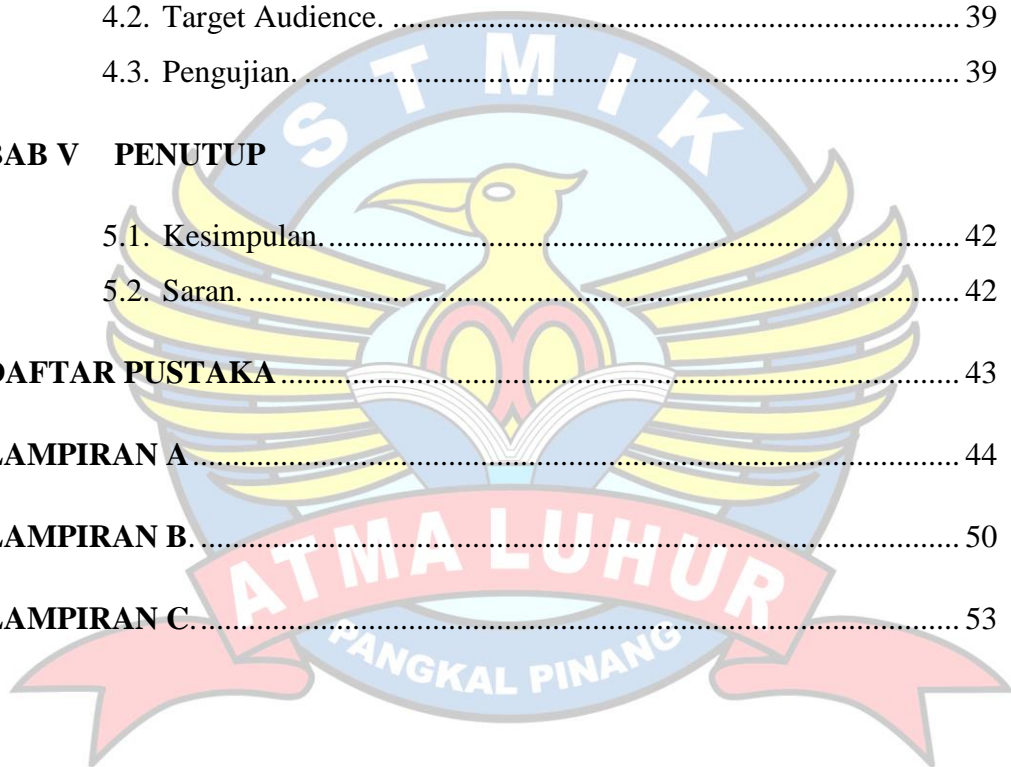 4.2. Target Audience. ........................................................................ 39
4.3. Pengujian. .................................................................................. 39
BAB V PENUTUP
5.1. Kesimpulan. ............................................................................... 42
5.2. Saran. ........................................................................................ 42
DAFTAR PUSTAKA ........................................................................ 43
LAMPIRAN A .................................................................................. 44
LAMPIRAN B. ................................................................................. 50
LAMPIRAN C. ................................................................................. 53
STMIK
ATMA LUHUR
PANGKAL PINANG